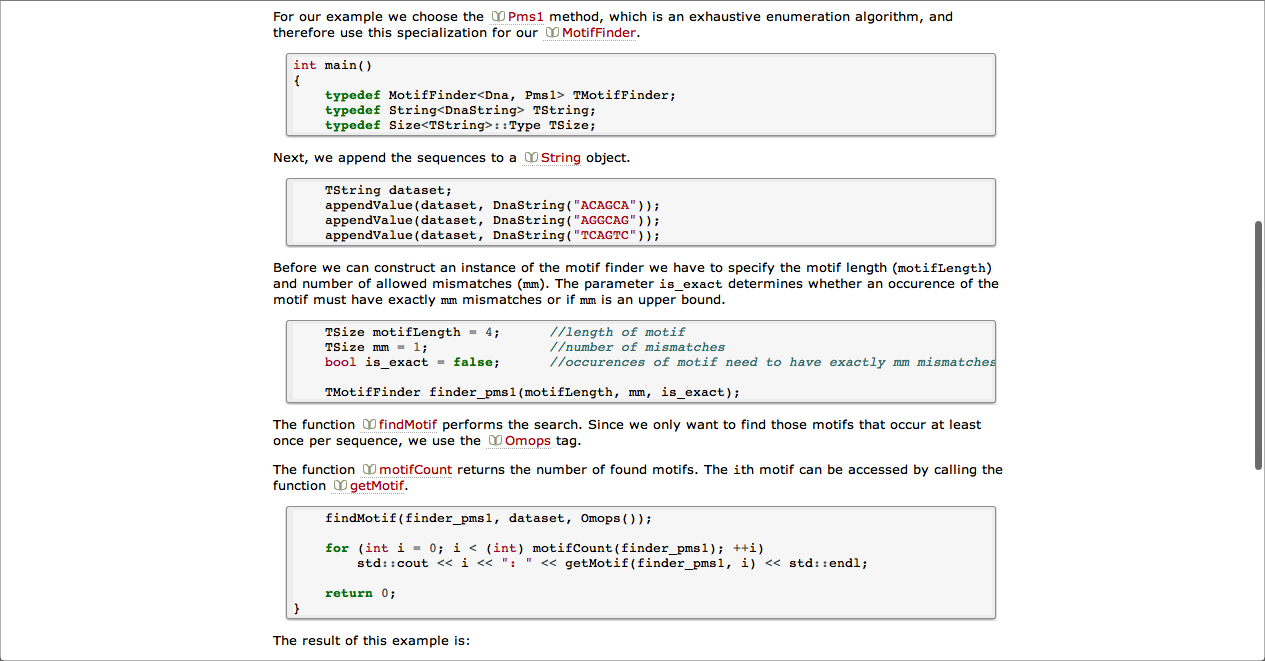 For our example we choose the Pms1 method, which is an exhaustive enumeration algorithm, and
therefore use this specialization for our MotifFinder.
int main()
{
    typedef MotifFinder<Dna, Pms1> TMotifFinder;
    typedef String<DnaString> TString;
    typedef Size<TString>::Type TSize;
Next, we append the sequences to a String object.
    TString dataset;
    appendValue(dataset, DnaString("ACAGCA"));
    appendValue(dataset, DnaString("AGGCAG"));
    appendValue(dataset, DnaString("TCAGTC"));
Before we can construct an instance of the motif finder we have to specify the motif length (motifLength)
and number of allowed mismatches (mm). The parameter is_exact determines whether an occurence of the
motif must have exactly mm mismatches or if mm is an upper bound.
    TSize motifLength = 4;      //length of motif
    TSize mm = 1;               //number of mismatches
    bool is_exact = false;      //occurences of motif need to have exactly mm mismatches
    TMotifFinder finder_pms1(motifLength, mm, is_exact);
The function findMotif performs the search. Since we only want to find those motifs that occur at least
once per sequence, we use the Omops tag.
The function motifCount returns the number of found motifs. The ith motif can be accessed by calling the
function getMotif.
    findMotif(finder_pms1, dataset, Omops());
    for (int i = 0; i < (int) motifCount(finder_pms1); ++i)
        std::cout << i << ": " << getMotif(finder_pms1, i) << std::endl;
    return 0;
}
The result of this example is: